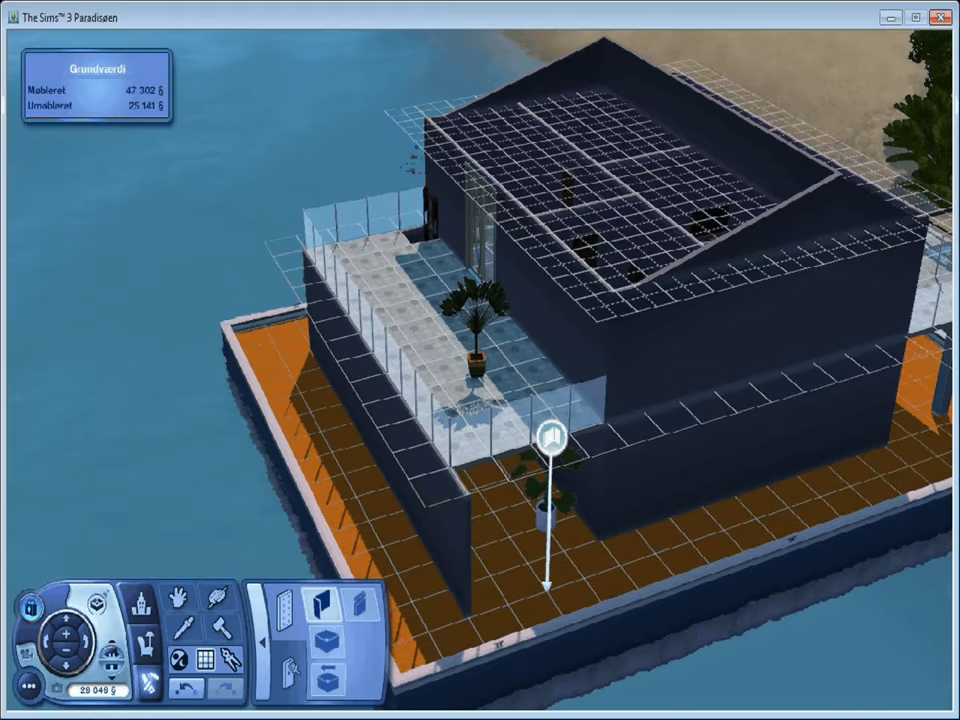 The Sims™ 3 Paradisøen
Grundværdi
Møbleret 47 302 §
Umøbleret 25 141 §
29 049 §